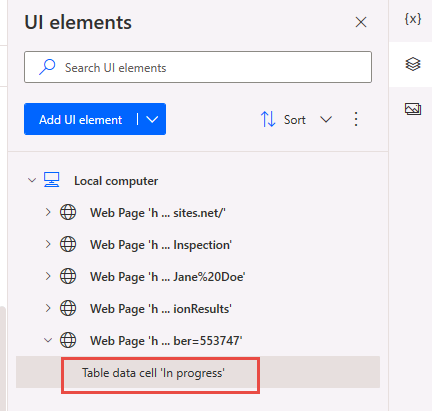 UI elements
{x}
Search UI elements
Add UI element
Sort
Local computer
Web Page 'h ... sites.net/'
Web Page 'h ... Inspection'
Web Page 'h ... Jane%20Doe'
Web Page 'h ... ionResults'
Web Page 'h ... ber=553747'
Table data cell 'In progress'